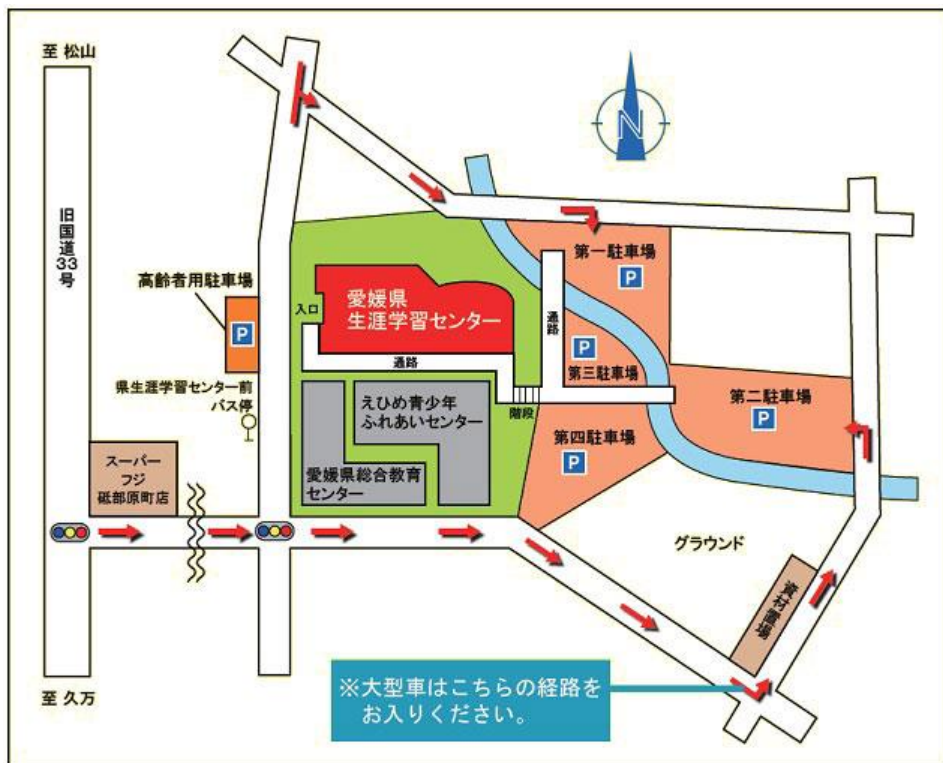 至 松山
旧国道33号
N
高齢者用駐車場
P
入口
愛媛県
生涯学習センター
通路
通路
第一駐車場
P
P
第三駐車場
第二駐車場
P
県生涯学習センター前
バス停
えひめ青少年
ふれあいセンター
階段
第四駐車場
P
スーパー
フジ
砥部原町店
愛媛県総合教育
センター
グラウンド
資材置場
至 久万
※大型車はこちらの経路を
お入りください。